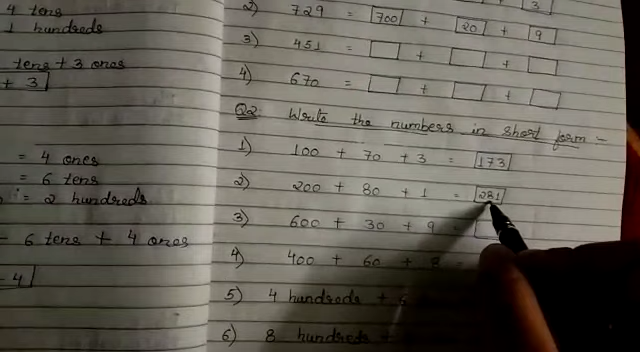 4 tens
1 hundreds
tens + 3 ones
+ 3
= 4 ones
= 6 tens
= 2 hundreds
6 tens + 4 ones
4
3
2) 729 = 700 + 20 + 9
3) 451 = + +
4) 670 = + +
Q2 Write the numbers in short form :-
1) 100 + 70 + 3 = 173
2) 200 + 80 + 1 = 281
3) 600 + 30 + 9 =
4) 400 + 60 + 8 =
5) 4 hundreds +
6) 8 hundreds